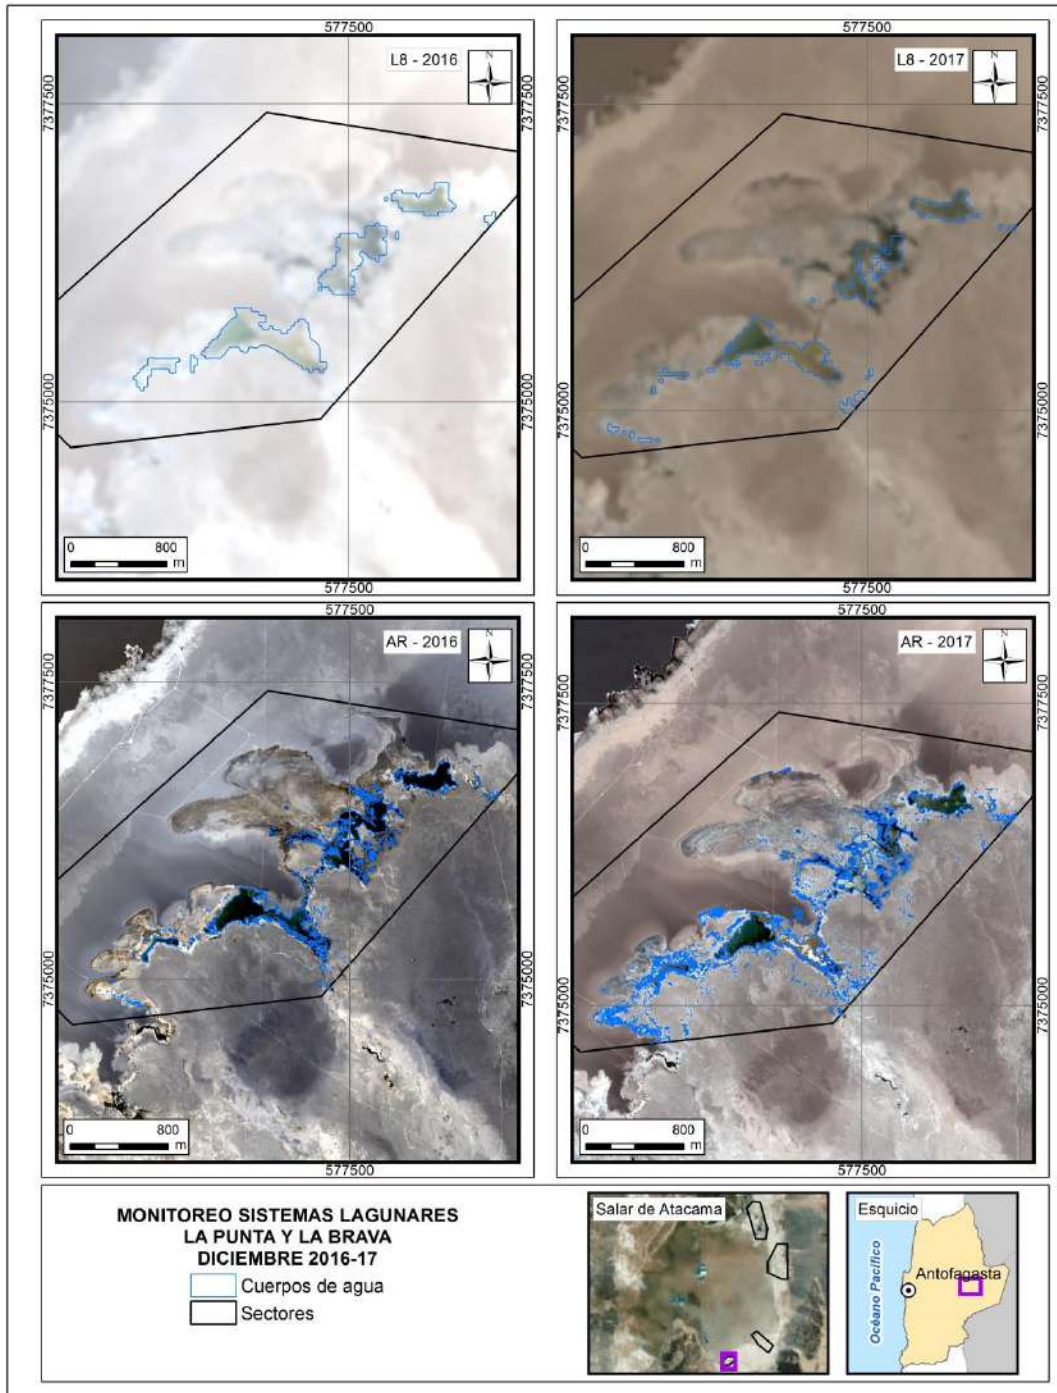 577500
577500
L8 - 2016
N
L8 - 2017
N
7377500
7377500
7377500
7377500
7375000
7375000
7375000
7375000
0 800
m
0 800
m
577500
577500
577500
577500
AR - 2016
N
AR - 2017
N
7377500
7377500
7377500
7377500
7375000
7375000
7375000
7375000
0 800
m
0 800
m
577500
577500
MONITOREO SISTEMAS LAGUNARES
LA PUNTA Y LA BRAVA
DICIEMBRE 2016-17
Cuerpos de agua
Sectores
Salar de Atacama
Esquicio
Océano Pacífico
Antofagasta